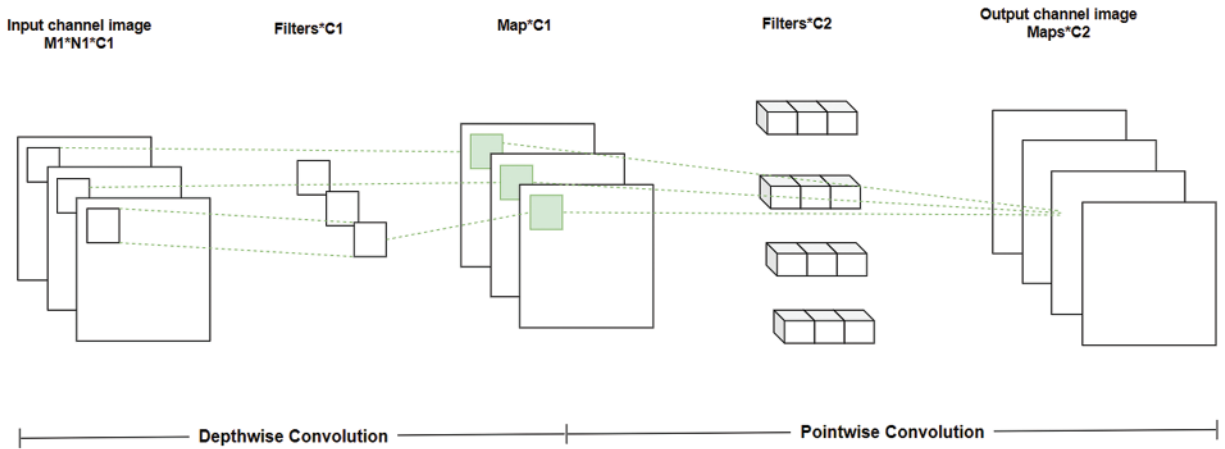 Input channel image
M1*N1*C1
Filters*C1
Map*C1
Filters*C2
Output channel image
Maps*C2
Depthwise Convolution
Pointwise Convolution